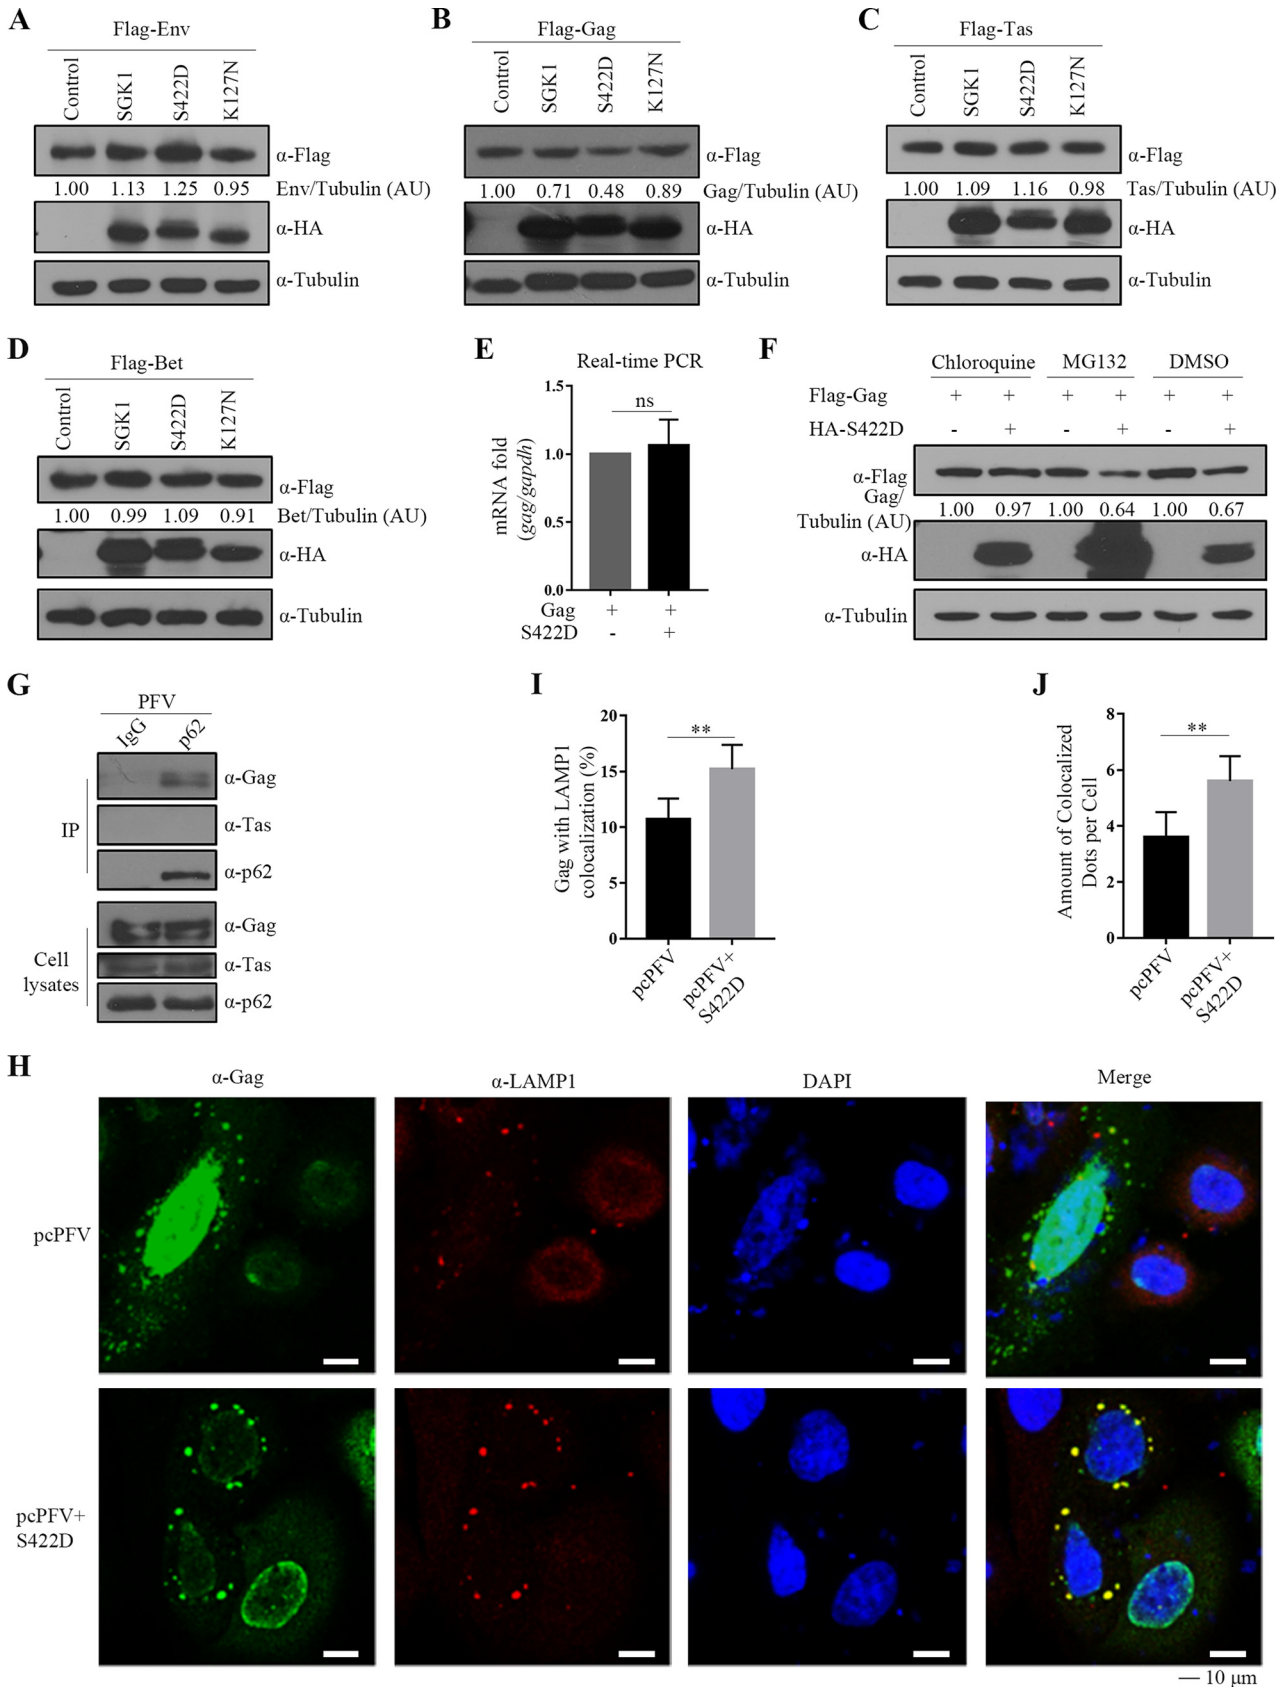 A
Flag-Env
Control
SGK1
S422D
K127N
α-Flag
1.00 1.13 1.25 0.95 Env/Tubulin (AU)
α-HA
α-Tubulin
B
Flag-Gag
Control
SGK1
S422D
K127N
α-Flag
1.00 0.71 0.48 0.89 Gag/Tubulin (AU)
α-HA
α-Tubulin
C
Flag-Tas
Control
SGK1
S422D
K127N
α-Flag
1.00 1.09 1.16 0.98 Tas/Tubulin (AU)
α-HA
α-Tubulin
D
Flag-Bet
Control
SGK1
S422D
K127N
α-Flag
1.00 0.99 1.09 0.91 Bet/Tubulin (AU)
α-HA
α-Tubulin
E
Real-time PCR
mRNA fold
(gag/gapdh)
1.5
1.0
0.5
0.0
ns
Gag + +
S422D - +
F
Chloroquine MG132 DMSO
Flag-Gag + + + + + +
HA-S422D - + - + - +
α-Flag
Gag/
Tubulin (AU) 1.00 0.97 1.00 0.64 1.00 0.67
α-HA
α-Tubulin
G
PFV
IgG
p62
IP
α-Gag
α-Tas
α-p62
Cell
lysates
α-Gag
α-Tas
α-p62
I
Gag with LAMP1
colocalization (%)
20
15
10
5
0
**
pcPFV
pcPFV+
S422D
J
Amount of Colocalized
Dots per Cell
8
6
4
2
0
**
pcPFV
pcPFV+
S422D
H
α-Gag α-LAMP1 DAPI Merge
pcPFV
pcPFV+
S422D
10 μm